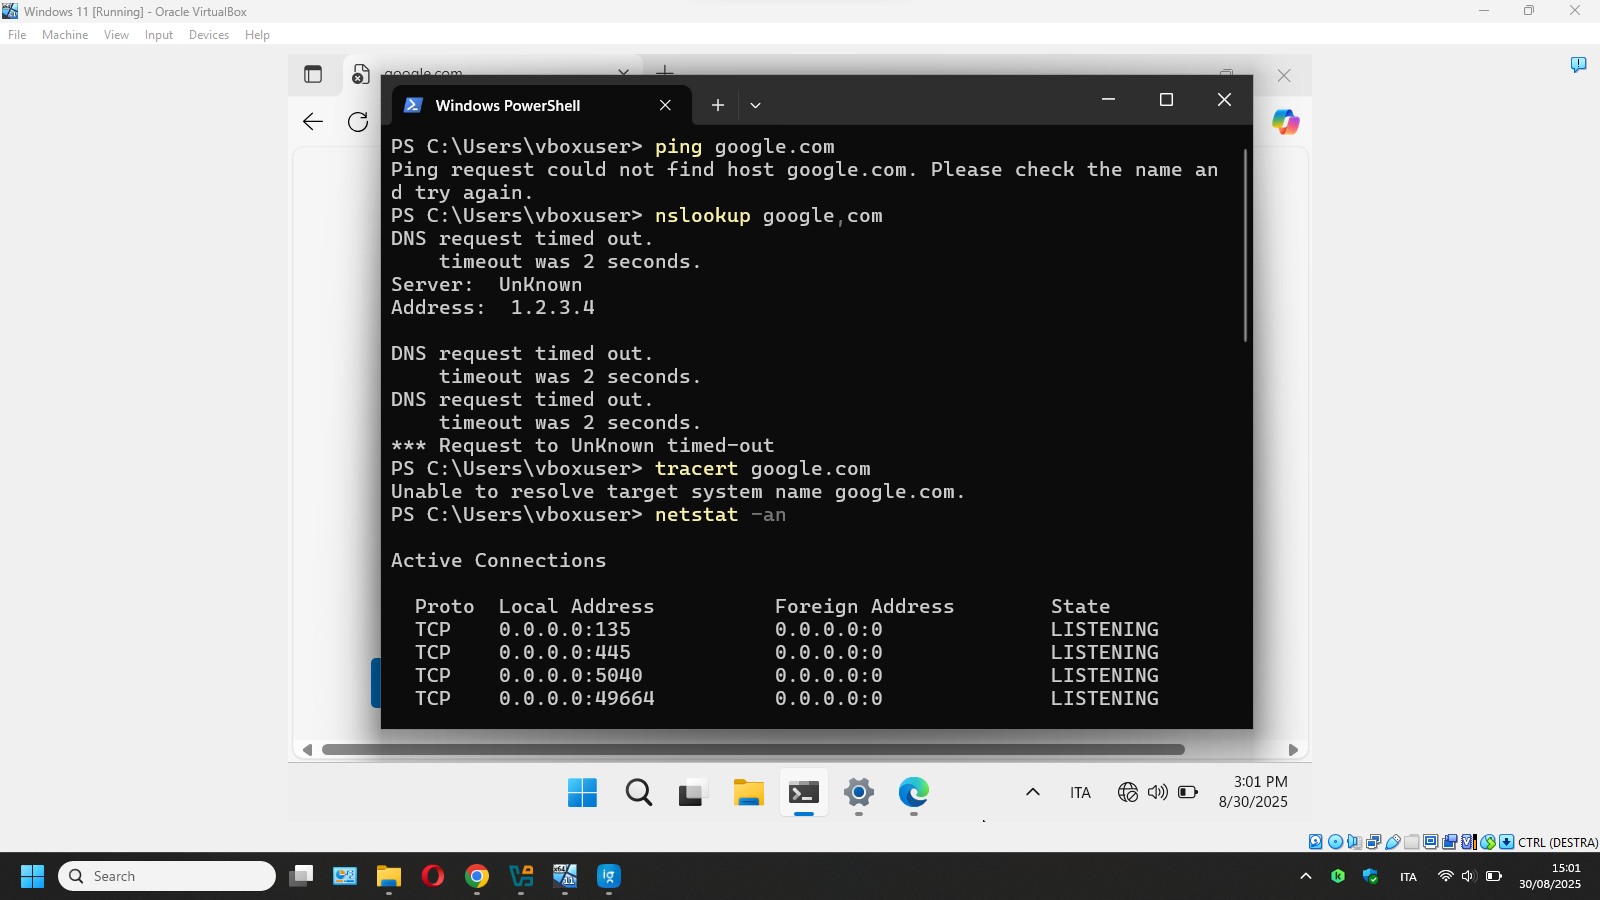 Windows 11 [Running] - Oracle VirtualBox
File Machine View Input Devices Help
google.com
Windows PowerShell
PS C:\Users\vboxuser> ping google.com
Ping request could not find host google.com. Please check the name an
d try again.
PS C:\Users\vboxuser> nslookup google,com
DNS request timed out.
timeout was 2 seconds.
Server: UnKnown
Address: 1.2.3.4
DNS request timed out.
timeout was 2 seconds.
DNS request timed out.
timeout was 2 seconds.
*** Request to UnKnown timed-out
PS C:\Users\vboxuser> tracert google.com
Unable to resolve target system name google.com.
PS C:\Users\vboxuser> netstat -an
Active Connections
Proto Local Address Foreign Address State
TCP 0.0.0.0:135 0.0.0.0:0 LISTENING
TCP 0.0.0.0:445 0.0.0.0:0 LISTENING
TCP 0.0.0.0:5040 0.0.0.0:0 LISTENING
TCP 0.0.0.0:49664 0.0.0.0:0 LISTENING
ITA
3:01 PM
8/30/2025
CTRL (DESTRA)
Search
ITA
15:01
30/08/2025